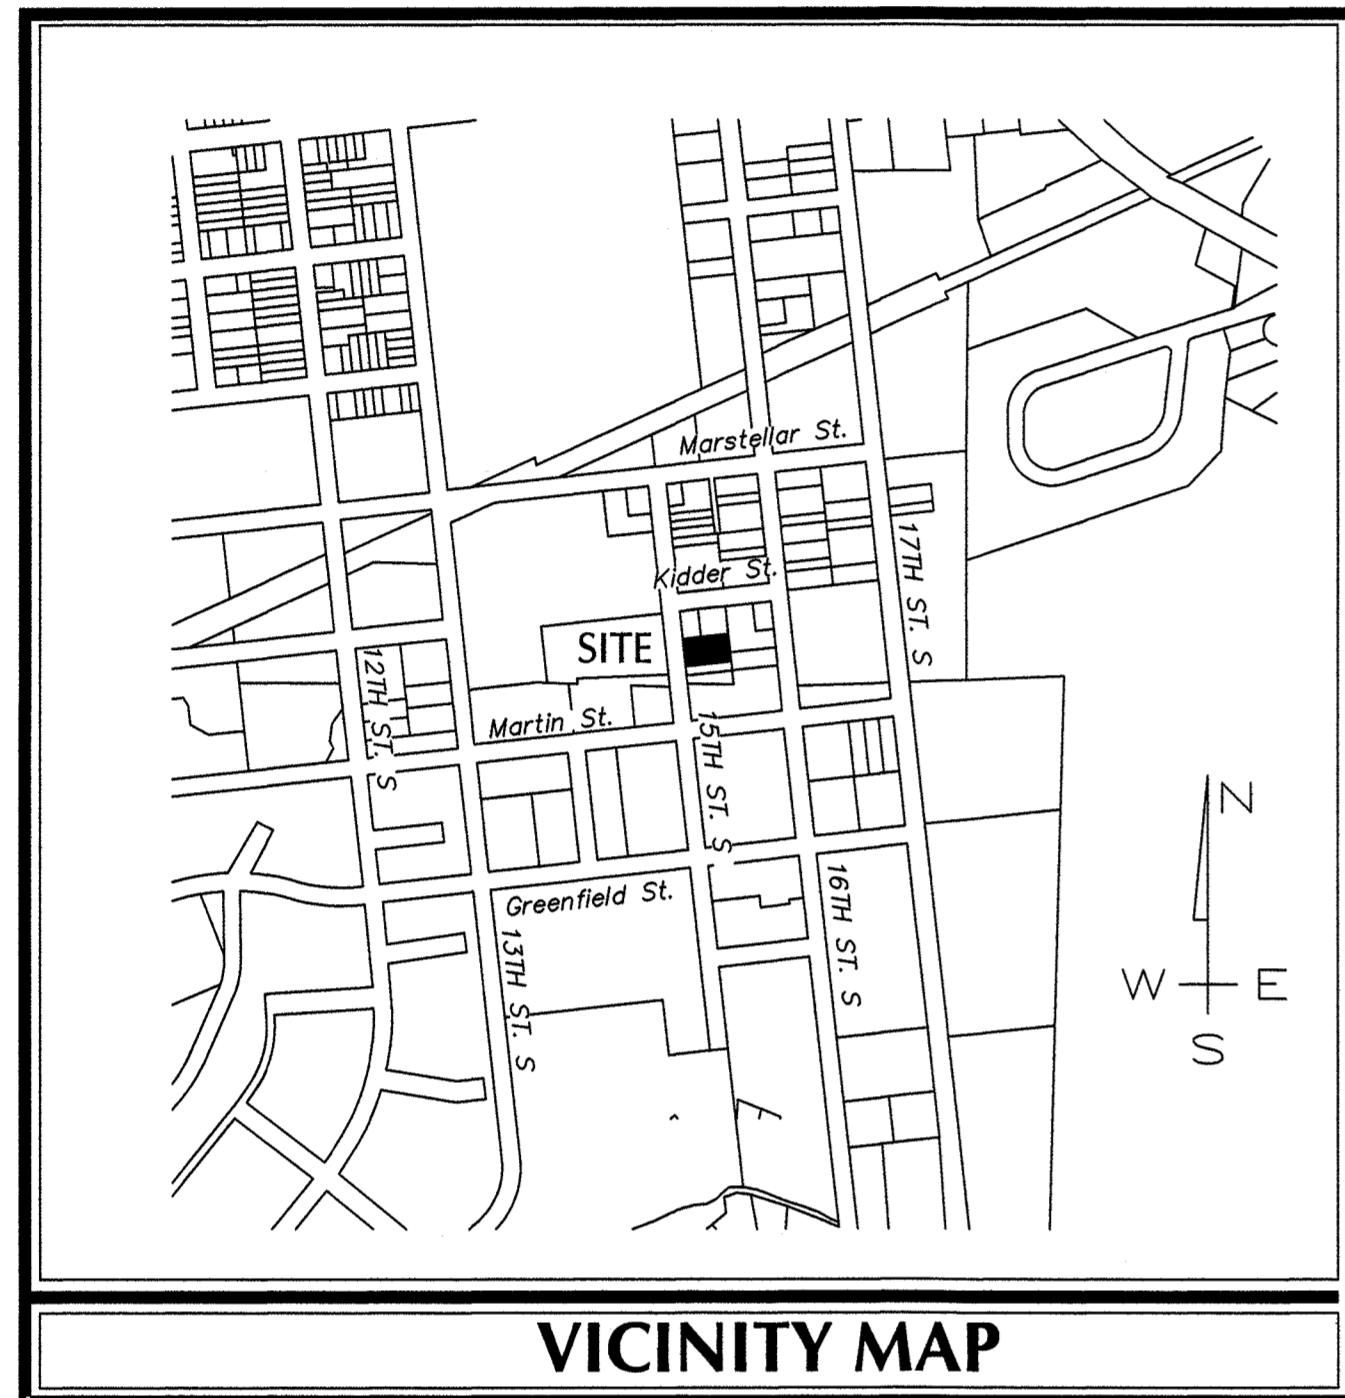 Marstellar St.
17TH ST. S
Kidder St.
SITE
12TH ST. S
Martin St.
15TH ST. S
N
Greenfield St.
16TH ST. S
13TH ST. S
W E
S
VICINITY MAP